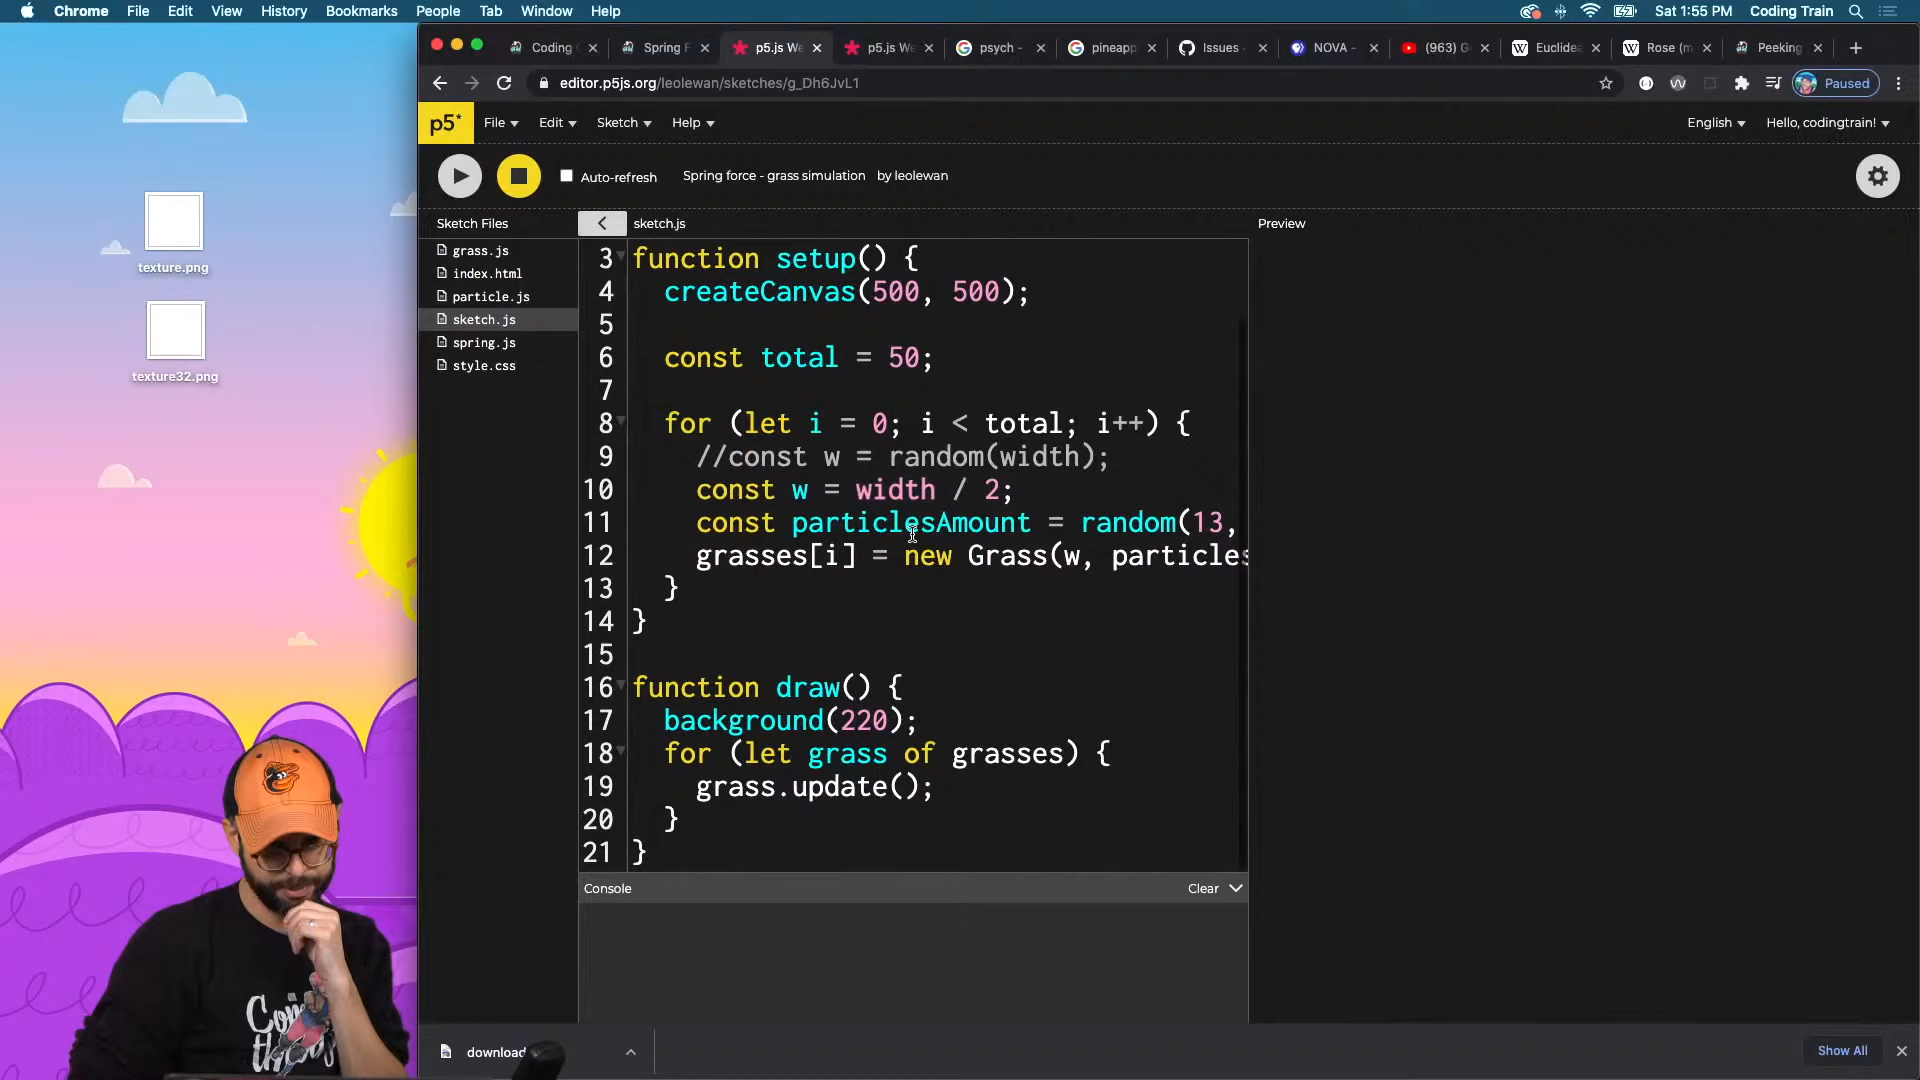 Chrome File Edit View History Bookmarks People Tab Window Help
Sat 1:55 PM Coding Train
Coding Spring F p5.js We p5.js We psych - pineapp Issues NOVA - (963) G Euclidea Rose (m Peeking
editor.p5js.org/leolewan/sketches/g_Dh6JvL1
Paused
p5* File Edit Sketch Help English Hello, codingtrain!
Auto-refresh Spring force - grass simulation by leolewan
Sketch Files
grass.js
index.html
particle.js
sketch.js
spring.js
style.css
sketch.js
Preview
3 function setup() {
4 createCanvas(500, 500);
5
6 const total = 50;
7
8 for (let i = 0; i < total; i++) {
9 //const w = random(width);
10 const w = width / 2;
11 const particlesAmount = random(13,
12 grasses[i] = new Grass(w, particles
13 }
14 }
15
16 function draw() {
17 background(220);
18 for (let grass of grasses) {
19 grass.update();
20 }
21 }
Console Clear
download
Show All
texture.png
texture32.png